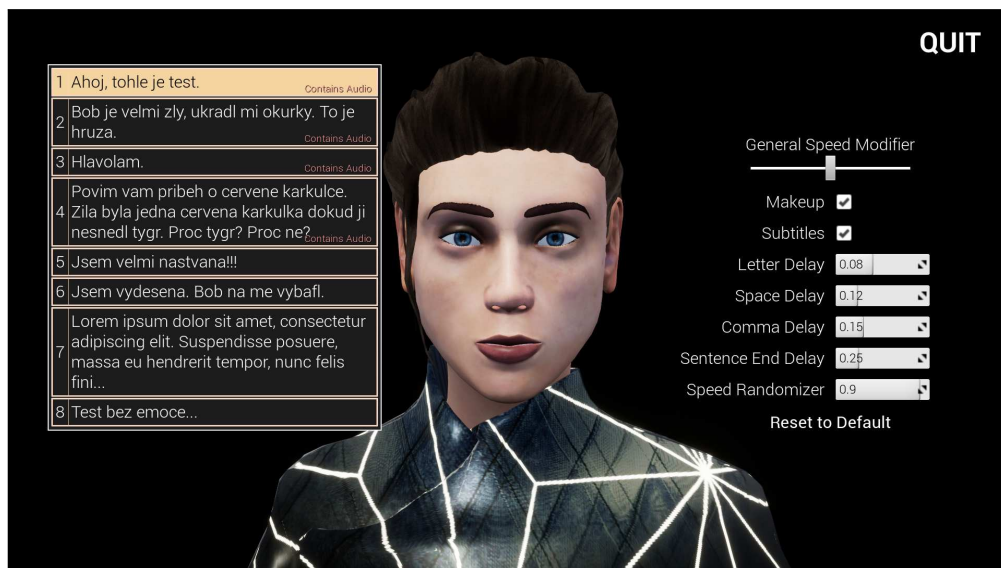 QUIT
1 Ahoj, tohle je test.
Contains Audio
2 Bob je velmi zly, ukradl mi okurky. To je
hruza.
Contains Audio
3 Hlavolam.
Contains Audio
4 Povim vam pribeh o cervene karkulce.
Zila byla jedna cervena karkulka dokud ji
nesnedl tygr. Proc tygr? Proc ne?
Contains Audio
5 Jsem velmi nastvana!!!
6 Jsem vydesena. Bob na me vybafl.
7 Lorem ipsum dolor sit amet, consectetur
adipiscing elit. Suspendisse posuere,
massa eu hendrerit tempor, nunc felis
fini...
8 Test bez emoce...
General Speed Modifier
Makeup
Subtitles
Letter Delay 0.08
Space Delay 0.12
Comma Delay 0.15
Sentence End Delay 0.25
Speed Randomizer 0.9
Reset to Default